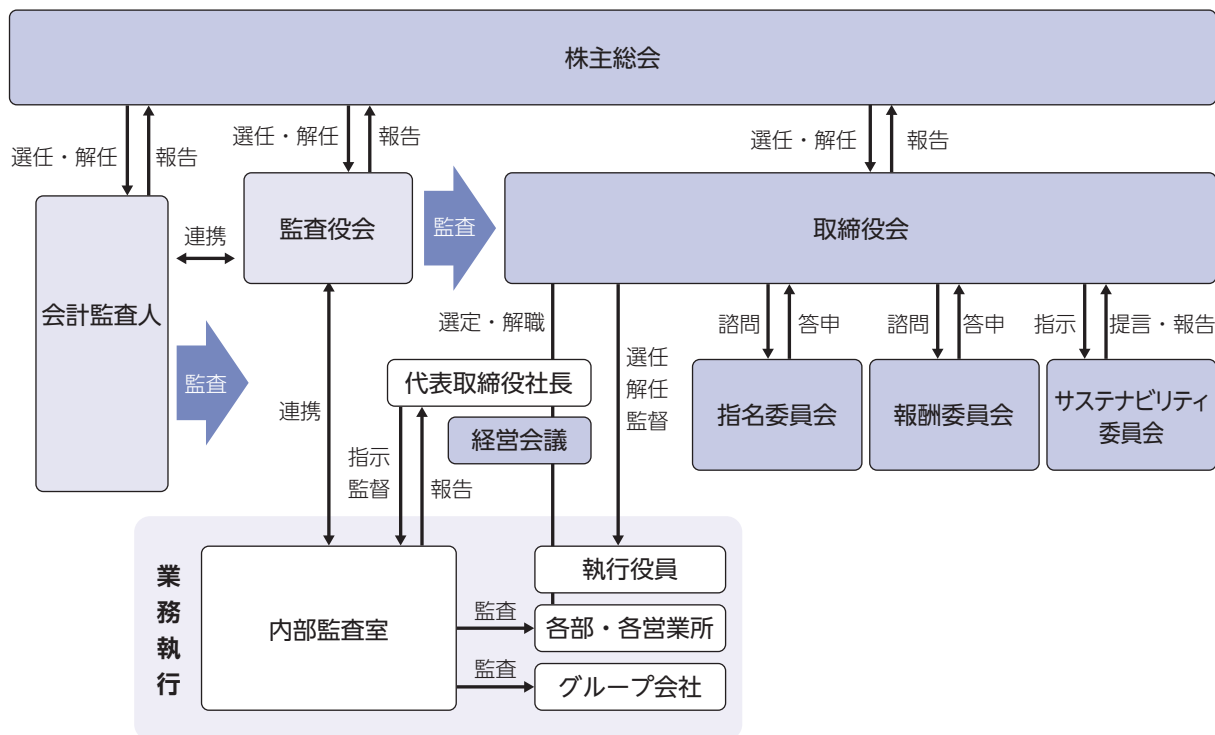 株主総会
選任・解任
報告
選任・解任
報告
選任・解任
報告
会計監査人
連携
監査役会
監査
取締役会
監査
連携
選定・解職
選任
解任
監督
諮問
答申
諮問
答申
指示
提言・報告
代表取締役社長
経営会議
指名委員会
報酬委員会
サステナビリティ
委員会
指示
監督
報告
業務執行
内部監査室
監査
監査
執行役員
各部・各営業所
グループ会社